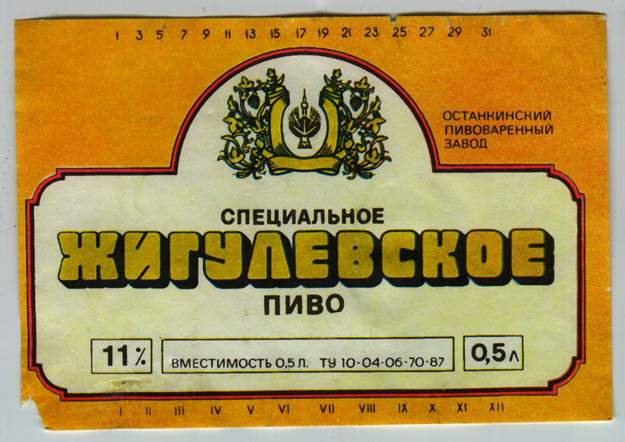 1 3 5 7 9 11 13 15 17 19 21 23 25 27 29 31
ОСТАНКИНСКИЙ
ПИВОВАРЕННЫЙ
ЗАВОД
СПЕЦИАЛЬНОЕ
ЖИГУЛЕВСКОЕ
ПИВО
11% ВМЕСТИМОСТЬ 0,5 Л. ТУ 10-04-06-70-87 0,5 Л
I II III IV V VI VII VIII IX X XI XII